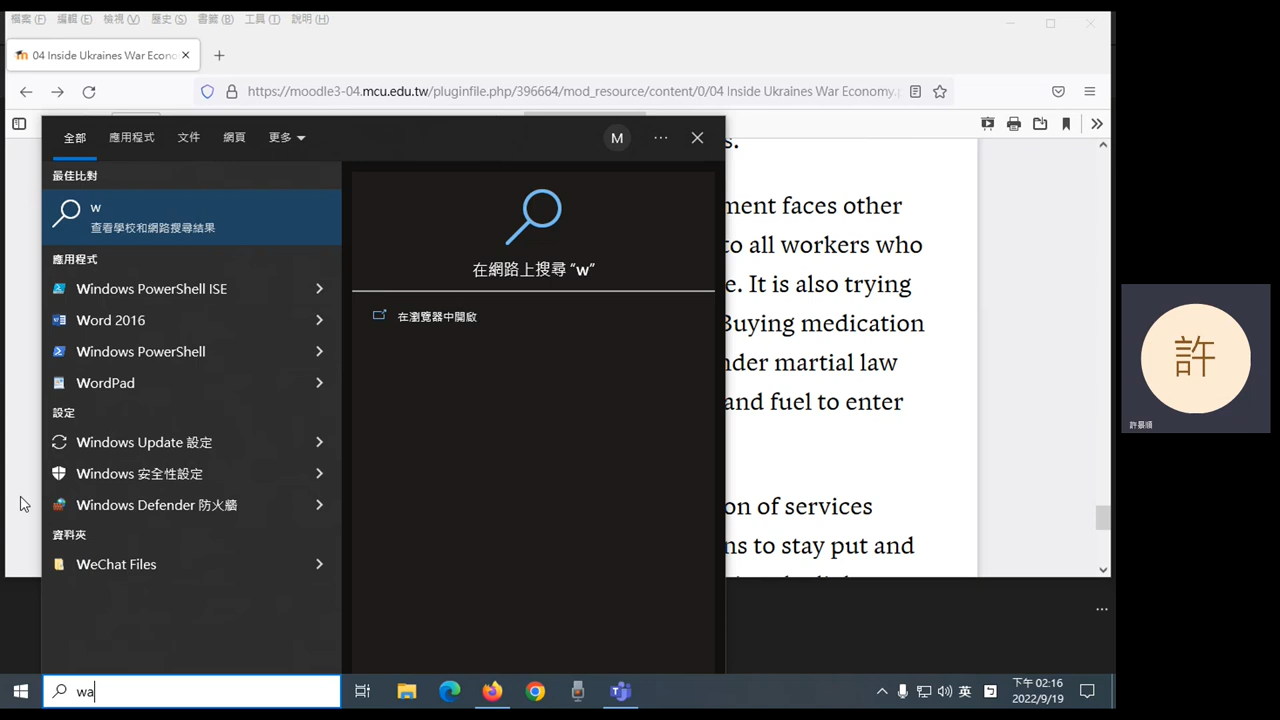 檔案 (F) 編輯 (E) 檢視 (V) 歷史 (S) 書籤 (B) 工具 (T) 說明 (H)
04 Inside Ukraines War Econo
https://moodle3-04.mcu.edu.tw/pluginfile.php/396664/mod_resource/content/0/04 Inside Ukraines War Economy.p
全部 應用程式 文件 網頁 更多
M
最佳比對
w
查看學校和網路搜尋結果
應用程式
Windows PowerShell ISE
Word 2016
Windows PowerShell
WordPad
設定
Windows Update 設定
Windows 安全性設定
Windows Defender 防火牆
資料夾
WeChat Files
在網路上搜尋 "w"
在瀏覽器中開啟
s.
ment faces other
to all workers who
e. It is also trying
Buying medication
nder martial law
and fuel to enter
on of services
ns to stay put and
許
許景順
wa
英
下午 02:16
2022/9/19